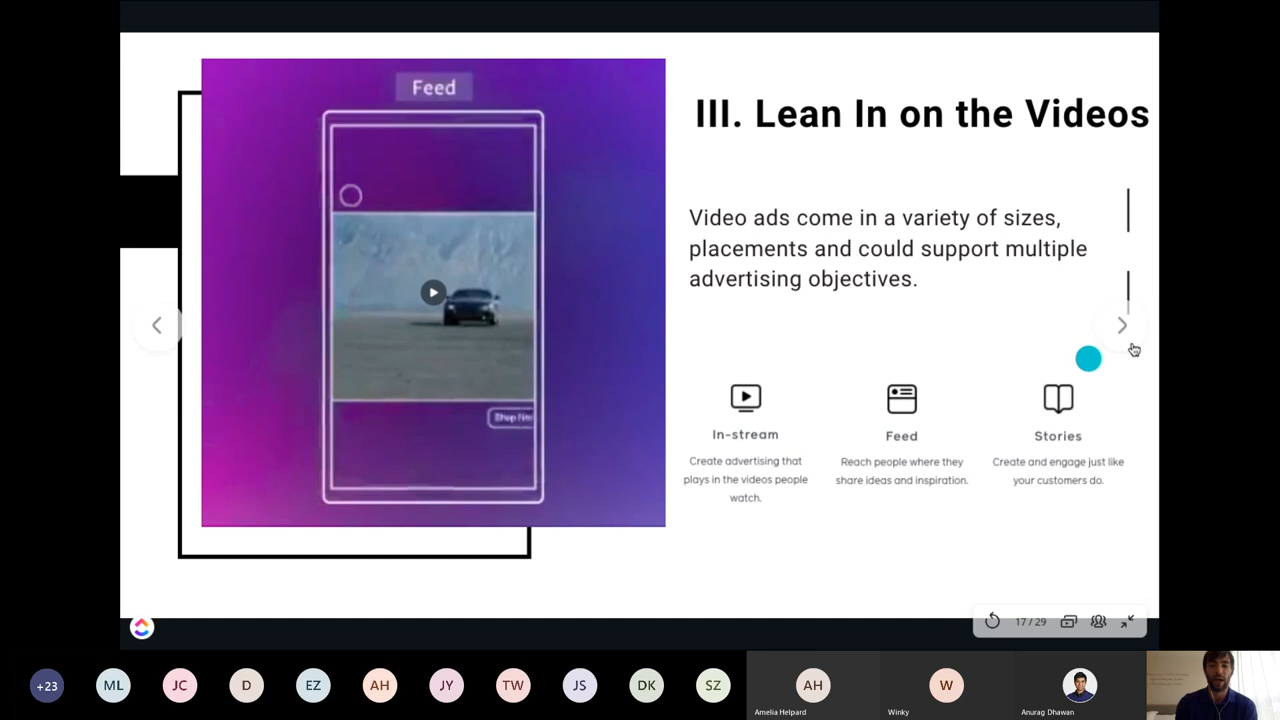 Feed
III. Lean In on the Videos
Video ads come in a variety of sizes,
placements and could support multiple
advertising objectives.
In-stream
Create advertising that
plays in the videos people
watch.
Feed
Reach people where they
share ideas and inspiration.
Stories
Create and engage just like
your customers do.
Shop
17 / 29
+23
ML
JC
D
EZ
AH
JY
TW
JS
DK
SZ
AH
Amelia Helpard
W
Winky
Anurag Dhawan